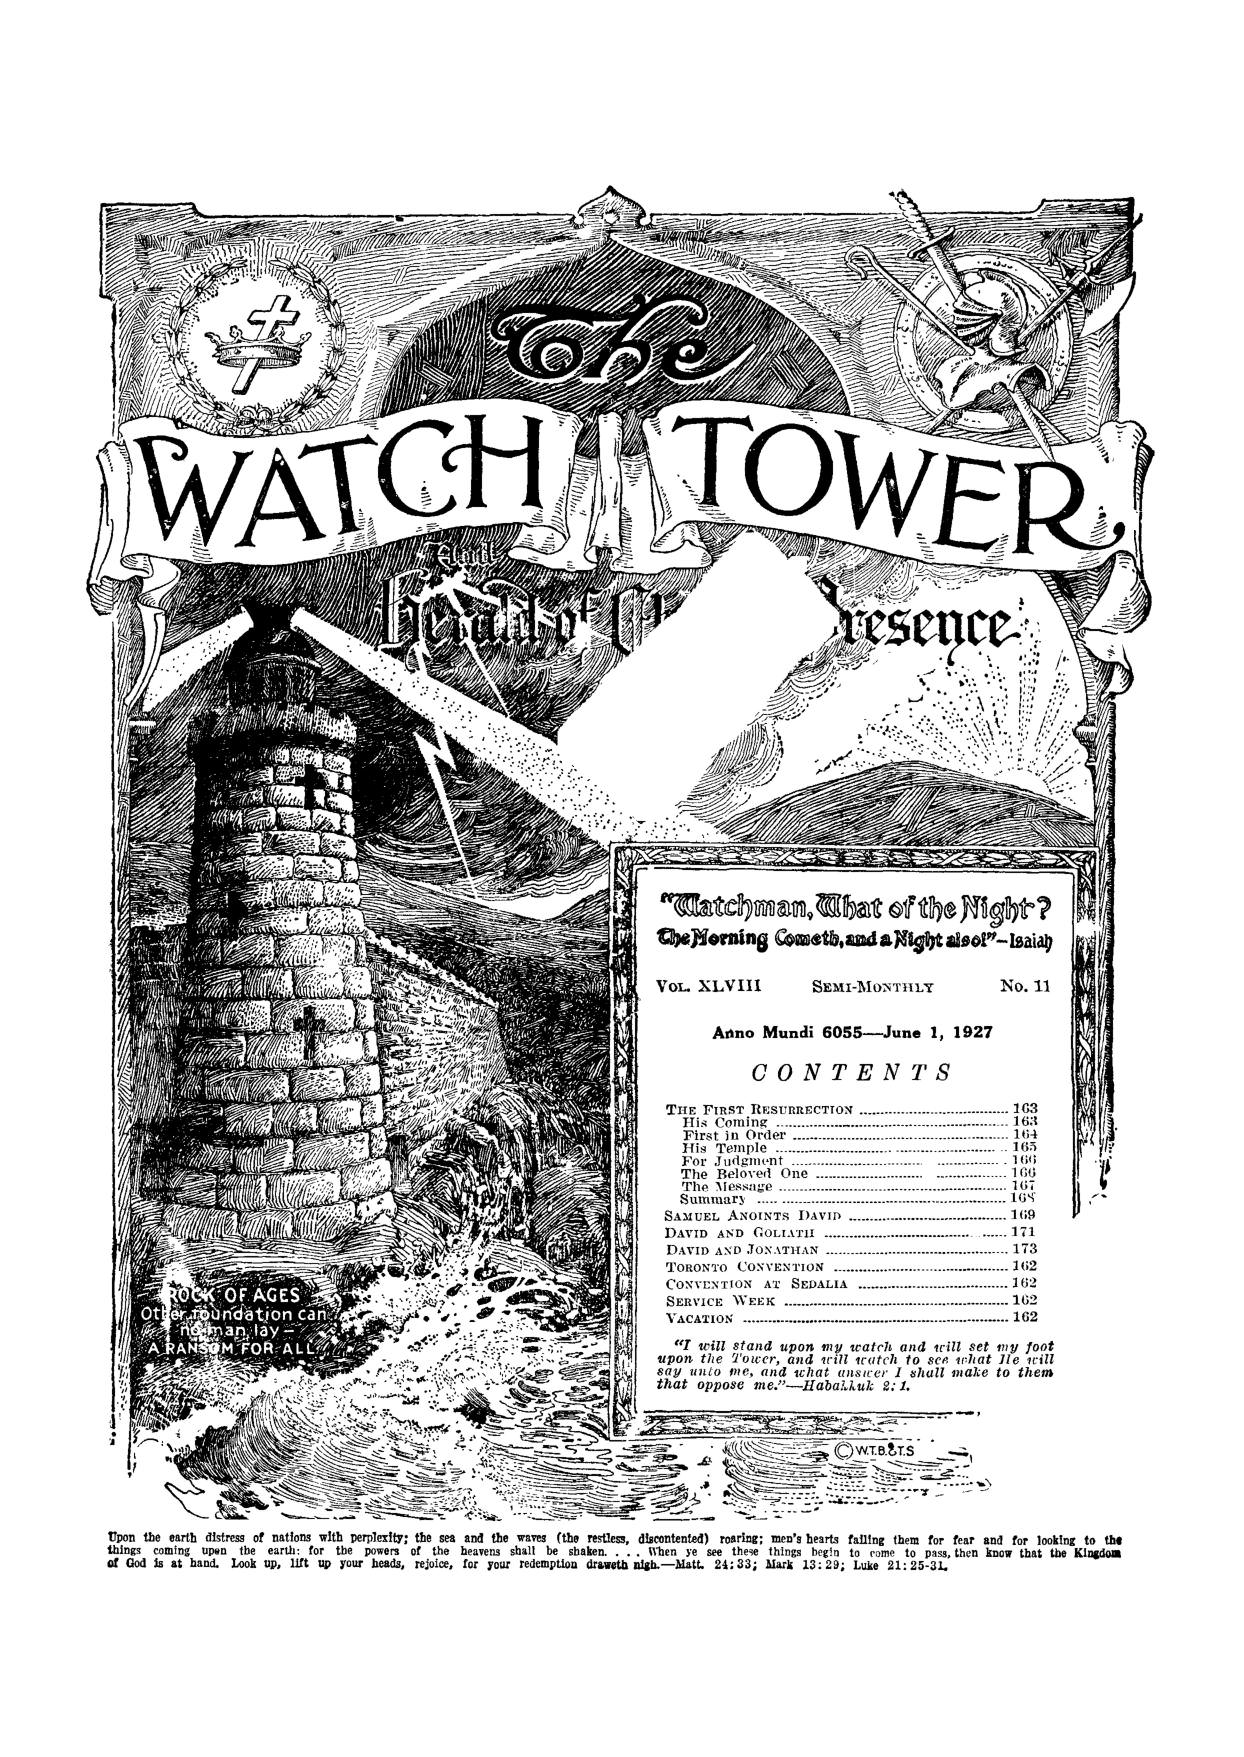 The
WATCH TOWER
And
Herald of Presence
"Watchman, What of the Night?
The Morning Cometh, and a Night also!"—Isaiah
VOL. XLVIII SEMI-MONTHLY No. 11
Anno Mundi 6055—June 1, 1927
CONTENTS
THE FIRST RESURRECTION 163
His Coming 163
First in Order 164
His Temple 165
For Judgment 166
The Beloved One 166
The Message 167
Summary 168
SAMUEL ANOINTS DAVID 169
DAVID AND GOLIATH 171
DAVID AND JONATHAN 173
TORONTO CONVENTION 162
CONVENTION AT SEDALIA 162
SERVICE WEEK 162
VACATION 162
"I will stand upon my watch and will set my foot
upon the Tower, and will watch to see what He will
say unto me, and what answer I shall make to them
that oppose me."—Habakkuk 2:1.
ROCK OF AGES
Other foundation can
no man lay—
A RANSOM FOR ALL
©W.T.B.&T.S
Upon the earth distress of nations with perplexity; the sea and the waves (the restless, discontented) roaring; men's hearts failing them for fear and for looking to the
things coming upon the earth: for the powers of the heavens shall be shaken. . . . When ye see these things begin to come to pass, then know that the Kingdom
of God is at hand. Look up, lift up your heads, rejoice, for your redemption draweth nigh.—Matt. 24:33; Mark 13:29; Luke 21:25-31.